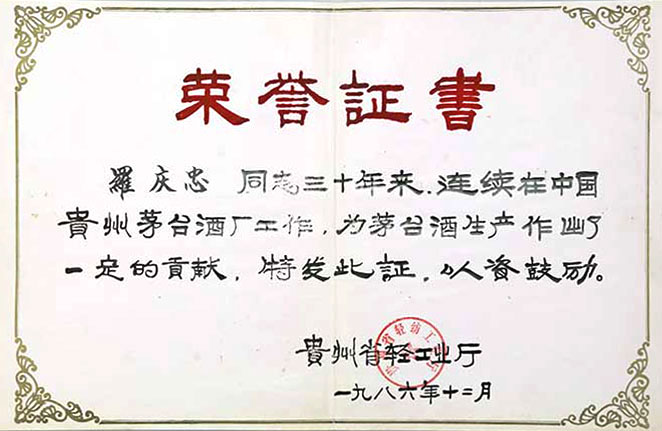 荣誉証書
羅庆忠 同志三十年来,连续在中国
貴州茅台酒厂工作,为茅台酒生产作出了
一定的貢献,特发此証,以资鼓励。
貴州省轻工业厅
一九八六年十二月